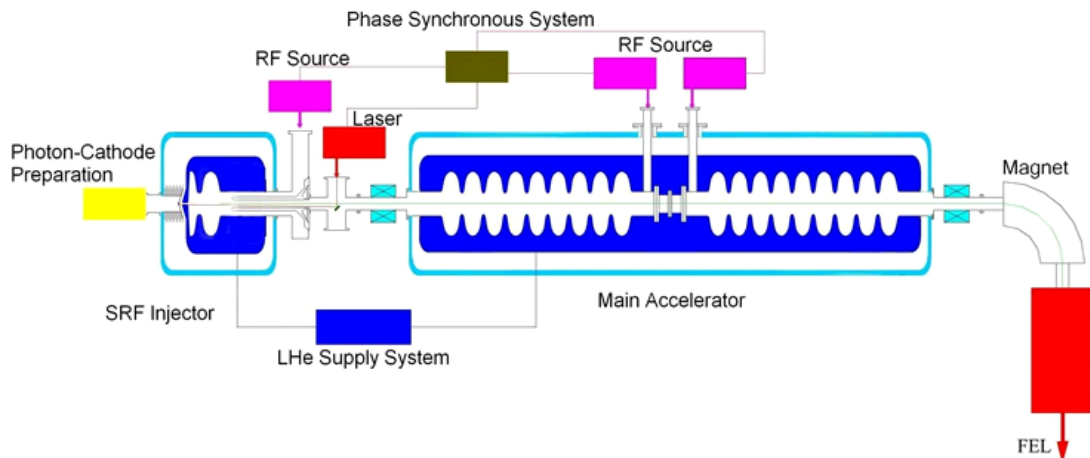 Phase Synchronous System
RF Source
RF Source
Laser
Photon-Cathode
Preparation
Magnet
SRF Injector
Main Accelerator
LHe Supply System
FEL